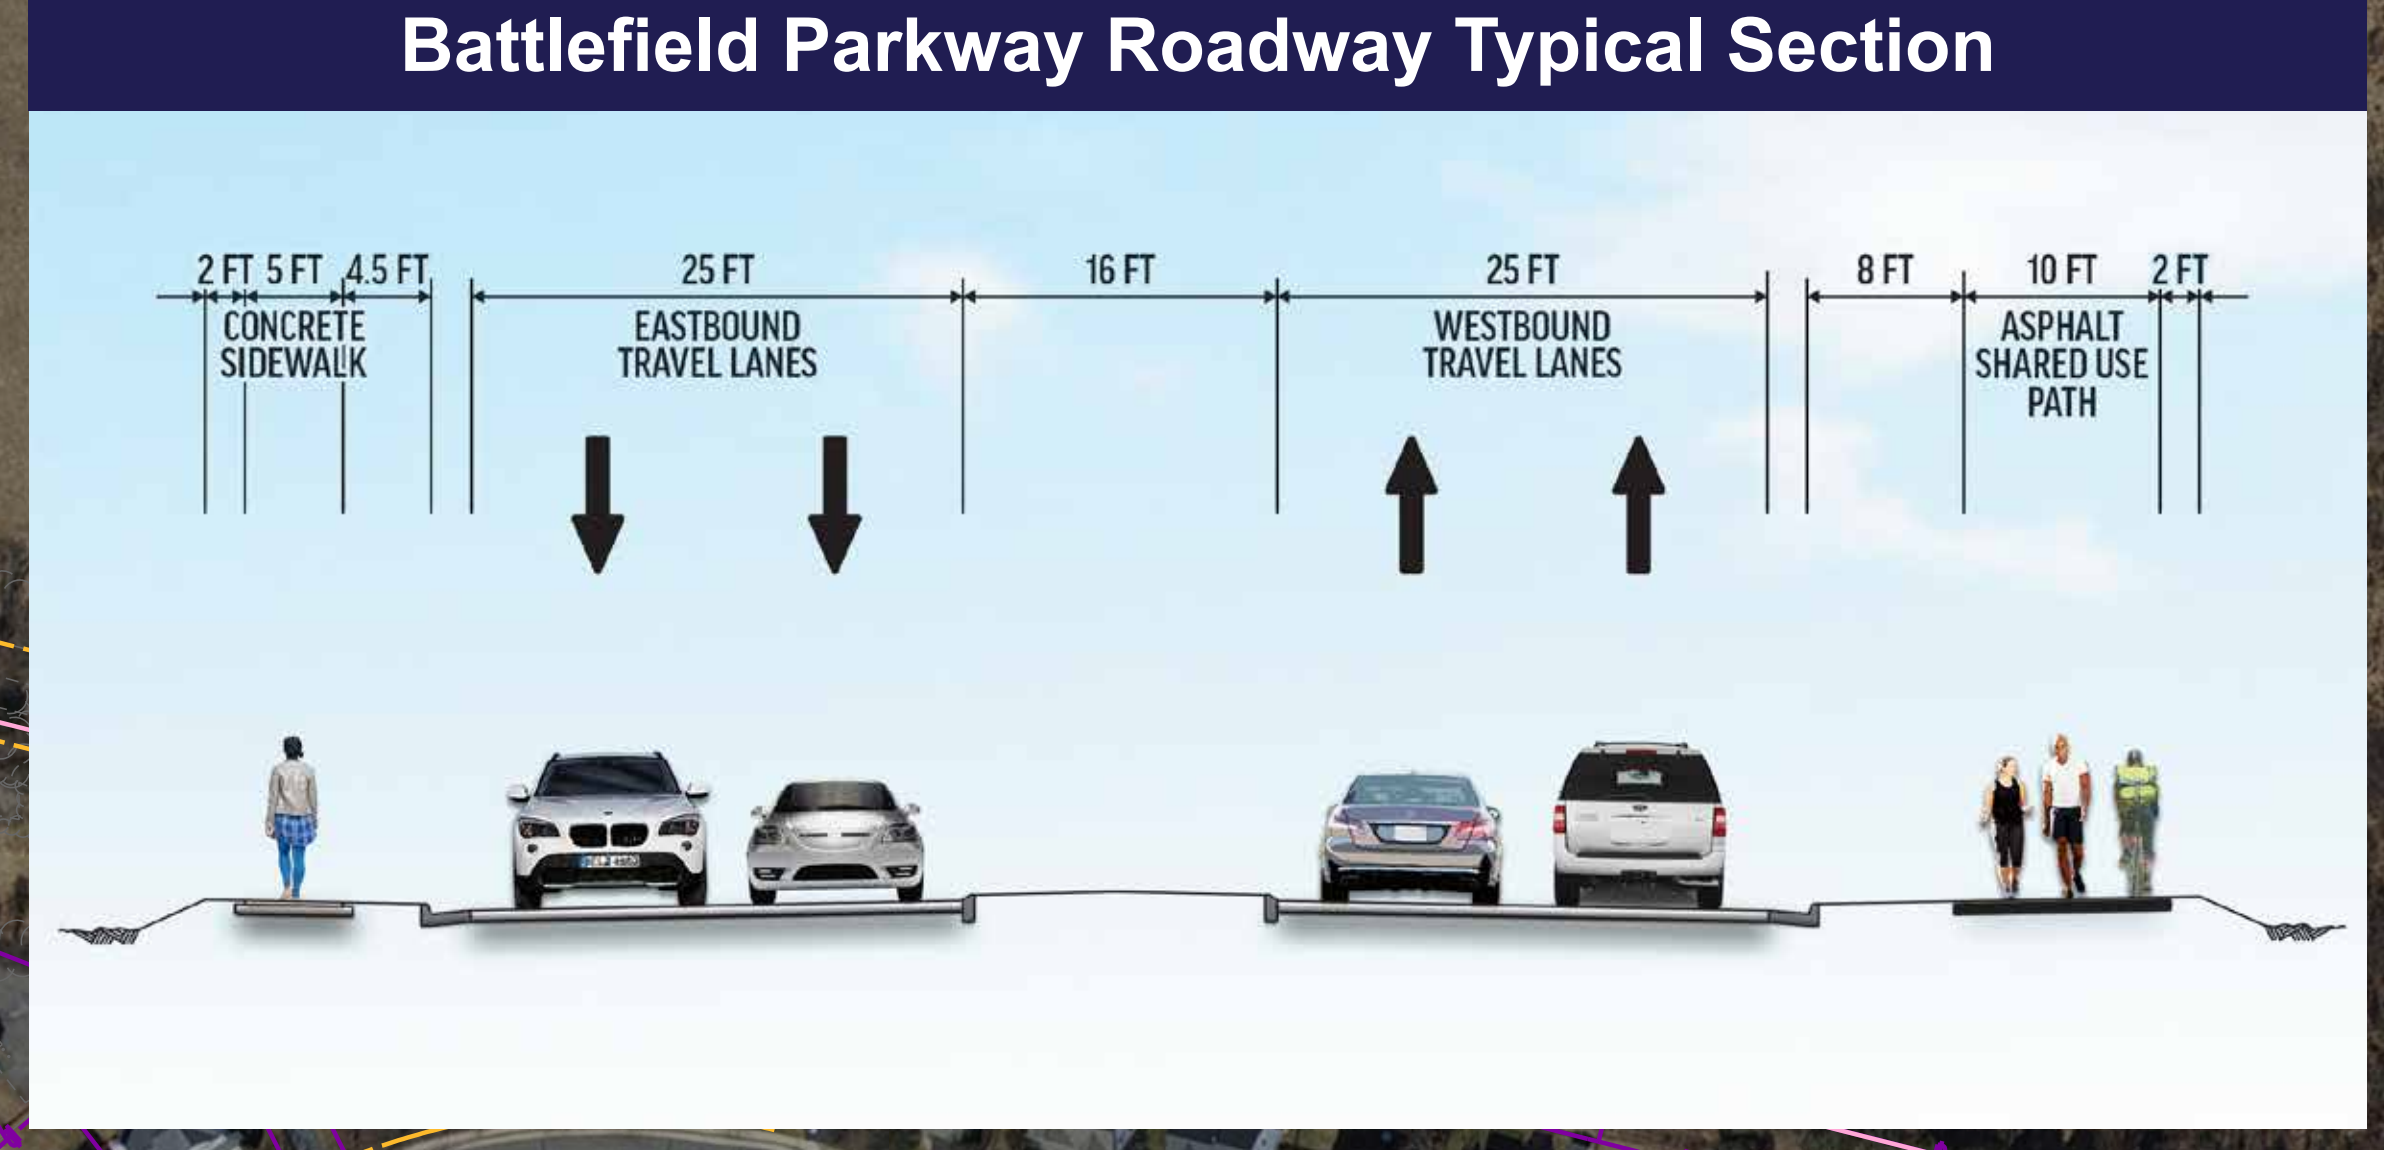 Battlefield Parkway Roadway Typical Section
2 FT 5 FT 4.5 FT 25 FT 16 FT 25 FT 8 FT 10 FT 2 FT
CONCRETE
SIDEWALK
EASTBOUND
TRAVEL LANES
WESTBOUND
TRAVEL LANES
ASPHALT
SHARED USE
PATH